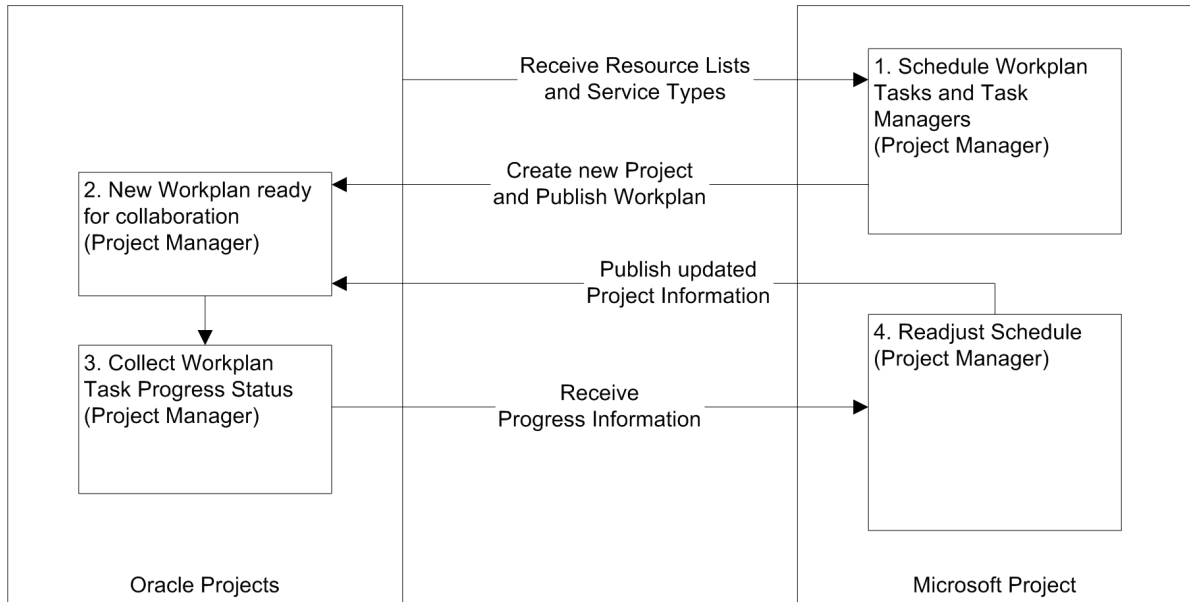 Receive Resource Lists
and Service Types
1. Schedule Workplan
Tasks and Task
Managers
(Project Manager)
Create new Project
and Publish Workplan
2. New Workplan ready
for collaboration
(Project Manager)
Publish updated
Project Information
4. Readjust Schedule
(Project Manager)
3. Collect Workplan
Task Progress Status
(Project Manager)
Receive
Progress Information
Oracle Projects
Microsoft Project